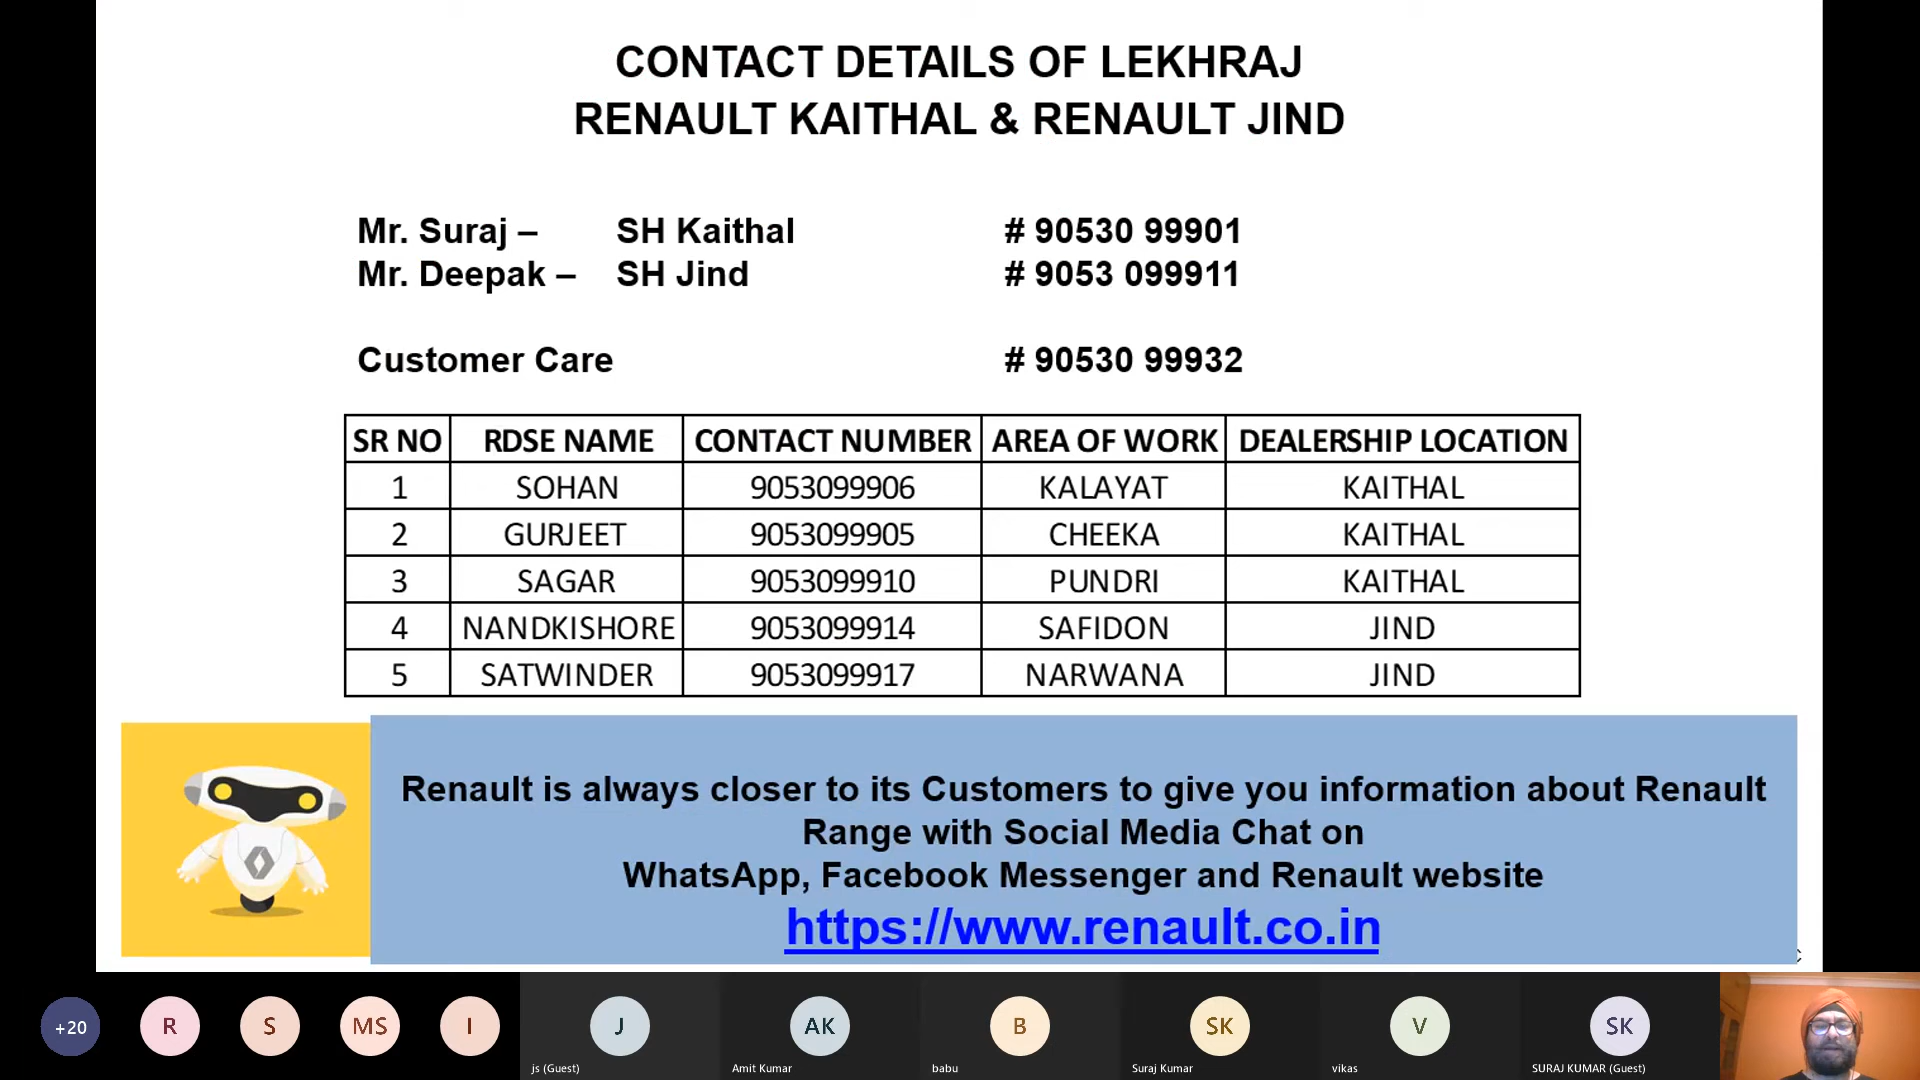 CONTACT DETAILS OF LEKHRAJ
RENAULT KAITHAL & RENAULT JIND
Mr. Suraj – SH Kaithal # 90530 99901
Mr. Deepak – SH Jind # 9053 099911
Customer Care # 90530 99932
SR NO RDSE NAME CONTACT NUMBER AREA OF WORK DEALERSHIP LOCATION
1 SOHAN 9053099906 KALAYAT KAITHAL
2 GURJEET 9053099905 CHEEKA KAITHAL
3 SAGAR 9053099910 PUNDRI KAITHAL
4 NANDKISHORE 9053099914 SAFIDON JIND
5 SATWINDER 9053099917 NARWANA JIND
Renault is always closer to its Customers to give you information about Renault
Range with Social Media Chat on
WhatsApp, Facebook Messenger and Renault website
https://www.renault.co.in
+20 R S MS I J AK B SK V SK
js (Guest) Amit Kumar babu Suraj Kumar vikas SURAJ KUMAR (Guest)